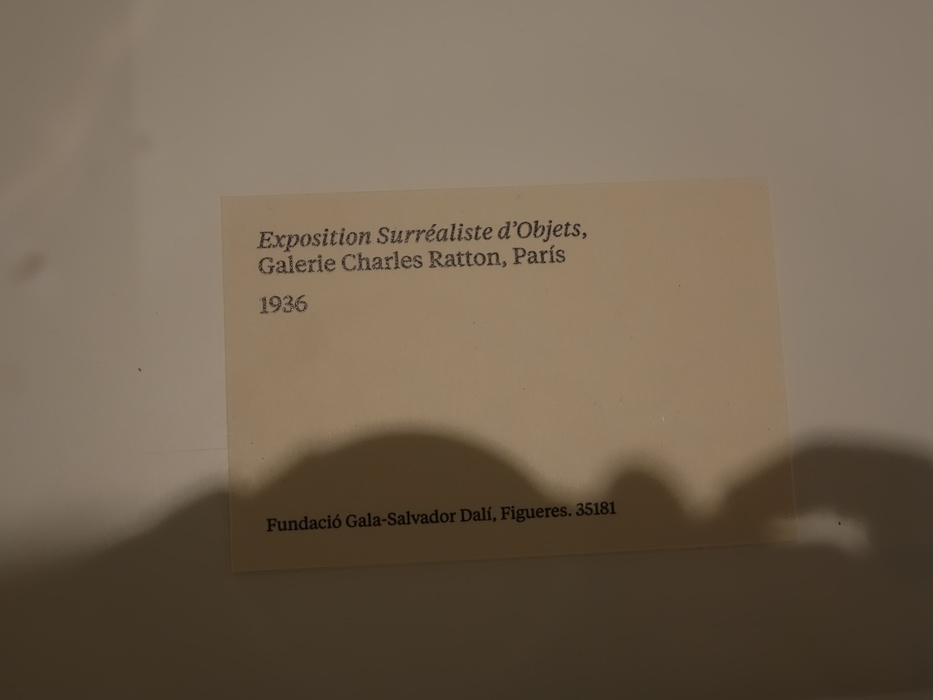 Exposition Surréaliste d'Objets,
Galerie Charles Ratton, París
1936
Fundació Gala-Salvador Dalí, Figueres. 35181